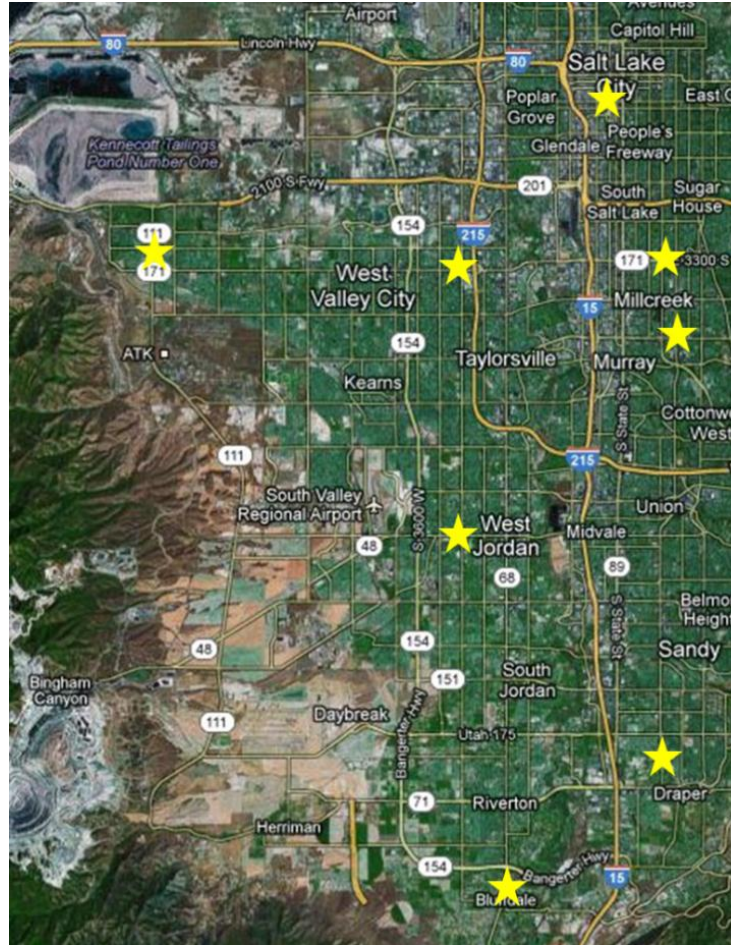 Avenues
Airport
Capitol Hill
80
Lincoln Hwy
80
Salt Lake
City
Poplar
Grove
East C
People's
Freeway
Glendale
Kennecott Tailings
Pond Number One
2100 S Fwy
201
South
Salt Lake
Sugar
House
111
154
215
171
171
3300 S
West
Valley City
Millcreek
15
154
ATK
Taylorsville
Murray
Kearns
S State St
Cottonw
West
111
215
South Valley
Regional Airport
S 3600 W
Union
West
Jordan
Midvale
48
68
89
S State St
Belmo
Height
154
48
Sandy
Bingham
Canyon
151
South
Jordan
111
Daybreak
Bangerter Hwy
Utah 175
71
Riverton
Draper
Herriman
154
Bangerter Hwy
15